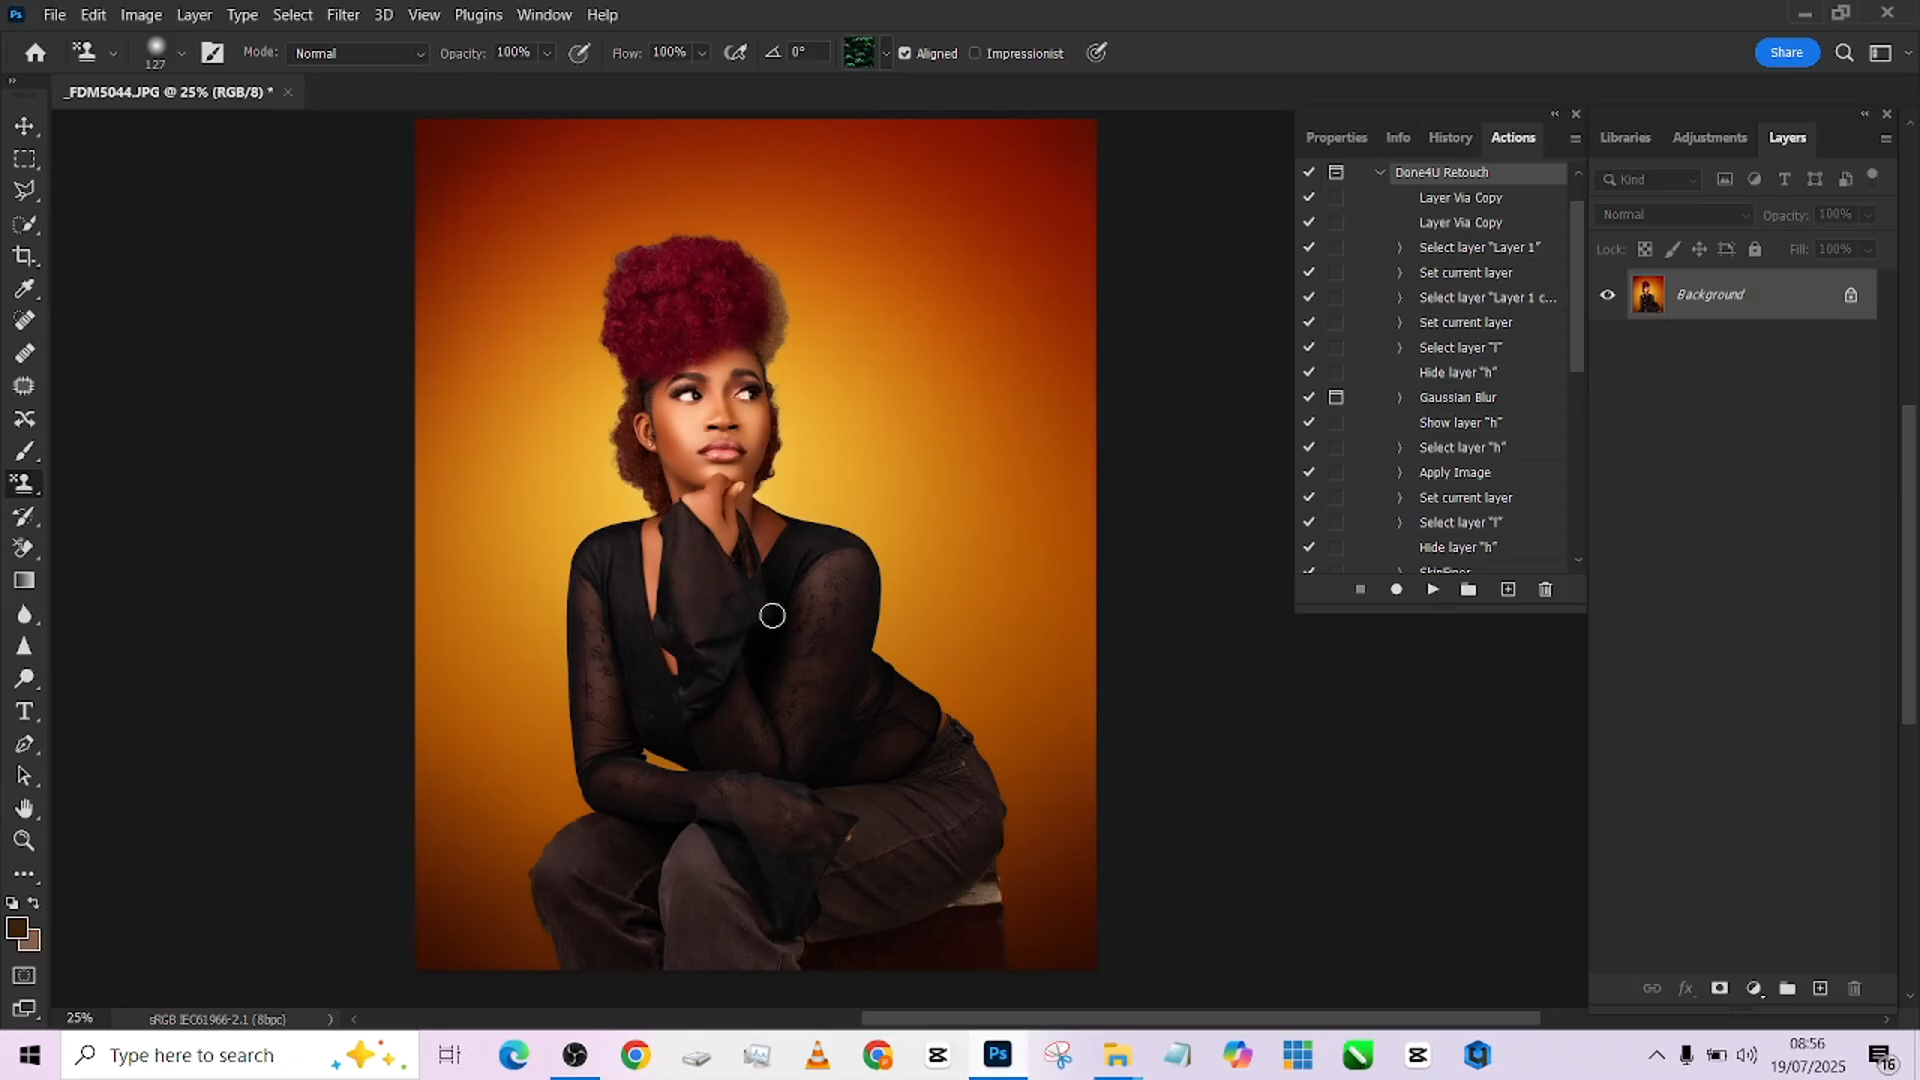 Ps File Edit Image Layer Type Select Filter 3D View Plugins Window Help
127 Mode: Normal Opacity: 100% Flow: 100% 0° Aligned Impressionist Share
_FDM5044.JPG @ 25% (RGB/8) *
Properties Info History Actions
Done4U Retouch
Layer Via Copy
Layer Via Copy
Select layer "Layer 1"
Set current layer
Select layer "Layer 1 c...
Set current layer
Select layer "l"
Hide layer "h"
Gaussian Blur
Show layer "h"
Select layer "h"
Apply Image
Set current layer
Select layer "l"
Hide layer "h"
SkinFiner
Libraries Adjustments Layers
Kind
Normal Opacity: 100%
Lock: Fill: 100%
Background
25% sRGB IEC61966-2.1 (8bpc)
Type here to search
Ps
08:56
19/07/2025
16